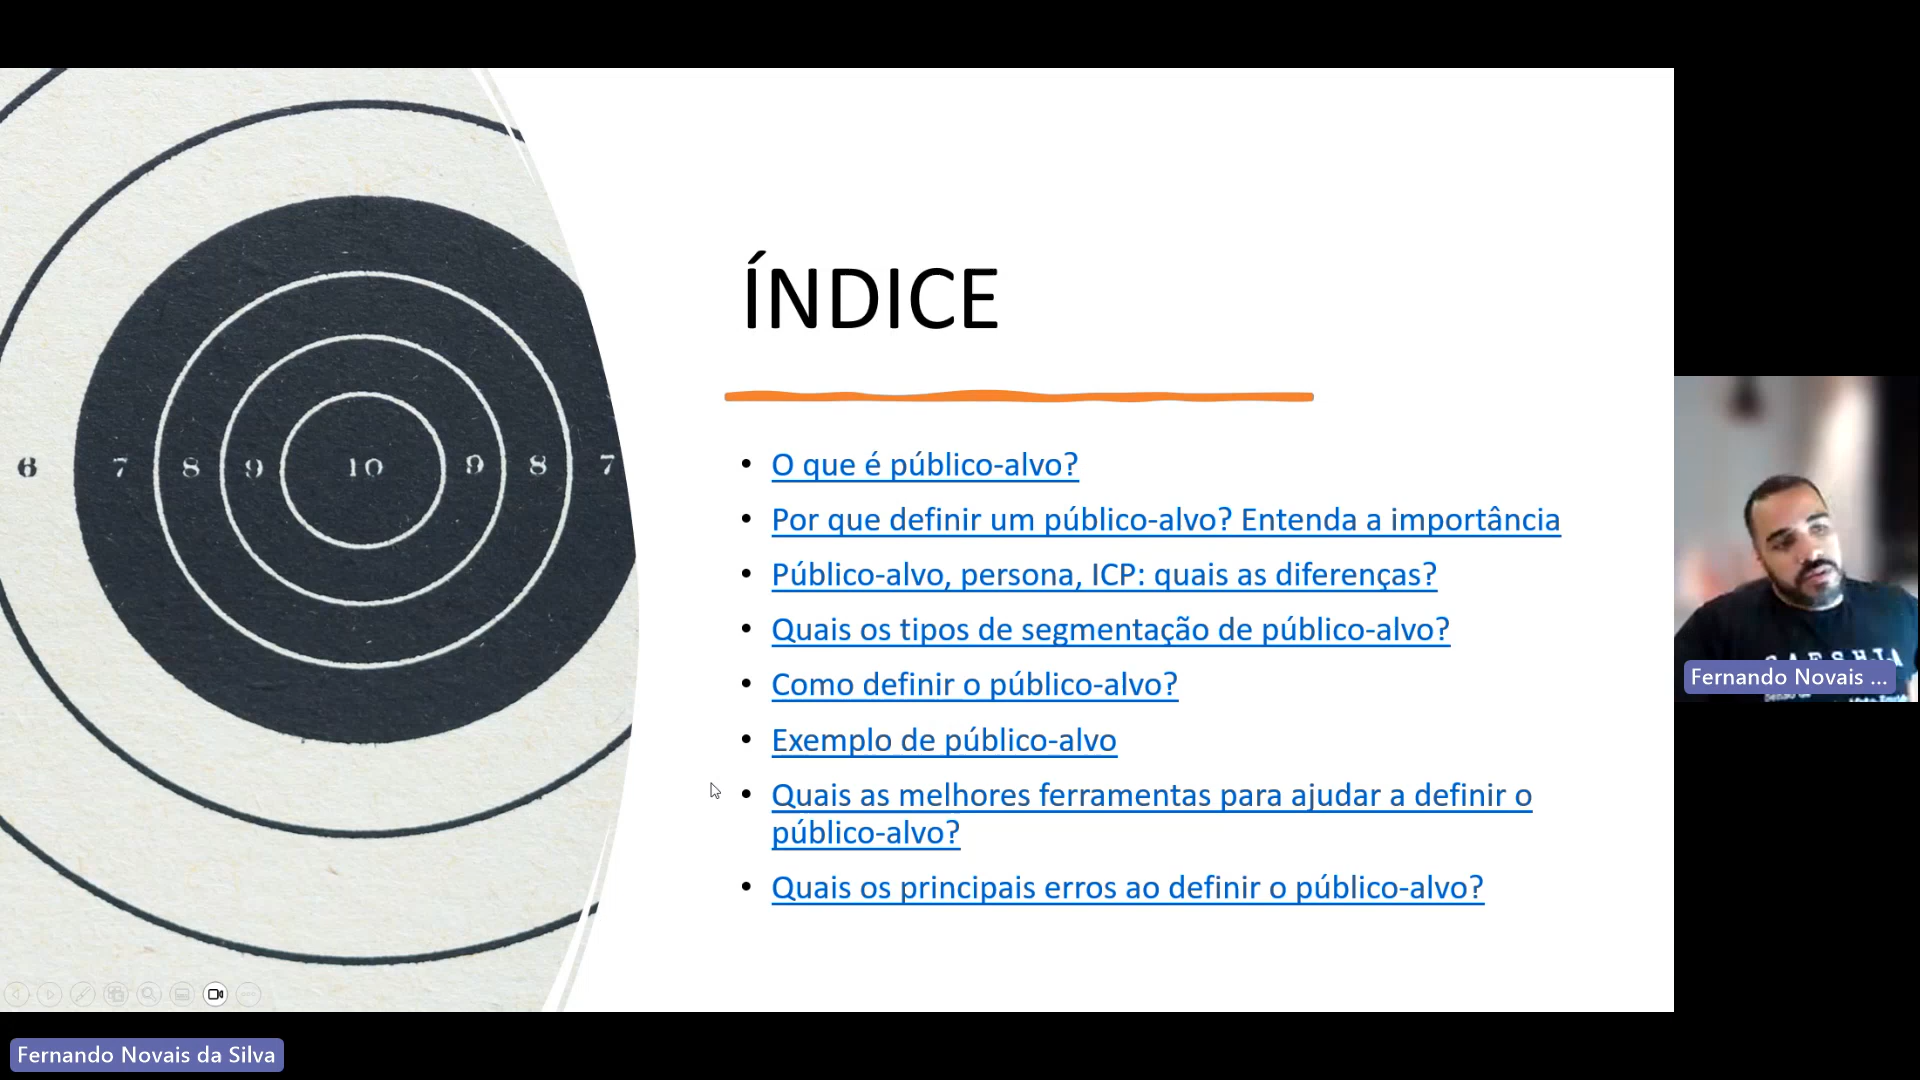 ÍNDICE
• O que é público-alvo?
• Por que definir um público-alvo? Entenda a importância
• Público-alvo, persona, ICP: quais as diferenças?
• Quais os tipos de segmentação de público-alvo?
• Como definir o público-alvo?
• Exemplo de público-alvo
• Quais as melhores ferramentas para ajudar a definir o
público-alvo?
• Quais os principais erros ao definir o público-alvo?
6 7 8 9 10 9 8 7
Fernando Novais ...
Fernando Novais da Silva